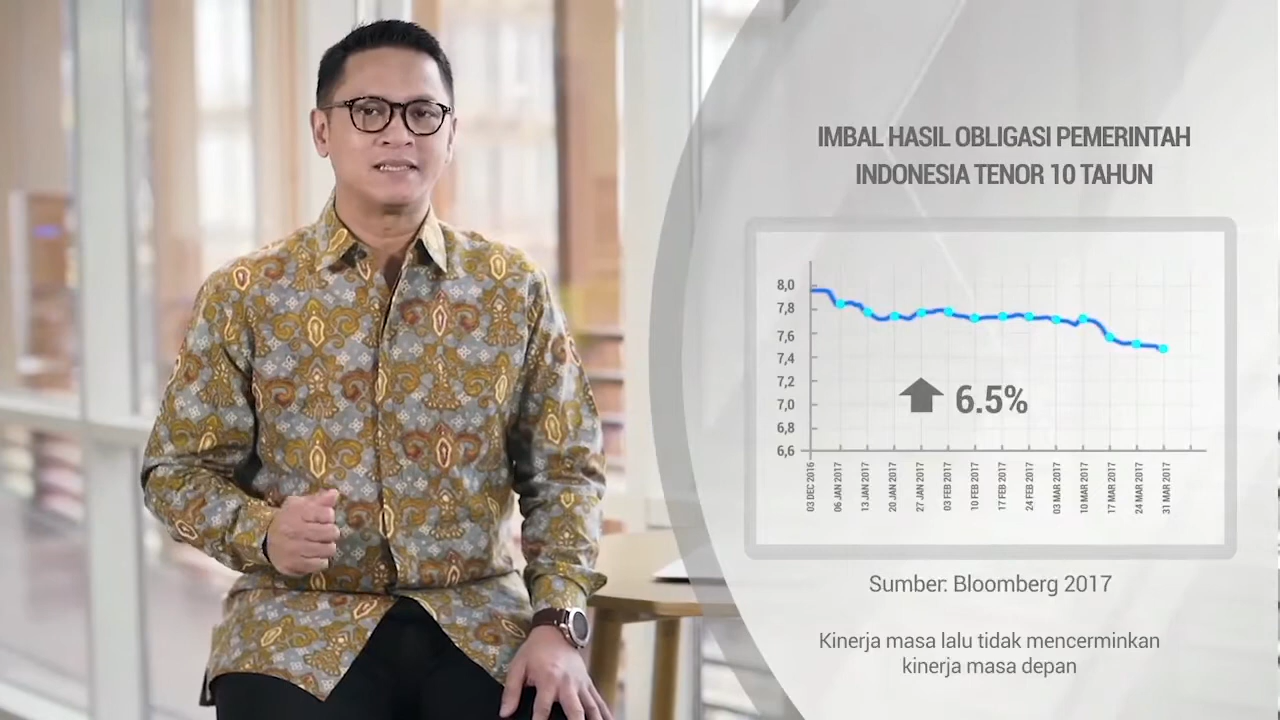 IMBAL HASIL OBLIGASI PEMERINTAH
INDONESIA TENOR 10 TAHUN
8,0
7,8
7,6
7,4
7,2
7,0
6,8
6,6
6.5%
03 DEC 2016
06 JAN 2017
13 JAN 2017
20 JAN 2017
27 JAN 2017
03 FEB 2017
10 FEB 2017
17 FEB 2017
24 FEB 2017
03 MAR 2017
10 MAR 2017
17 MAR 2017
24 MAR 2017
31 MAR 2017
Sumber: Bloomberg 2017
Kinerja masa lalu tidak mencerminkan
kinerja masa depan